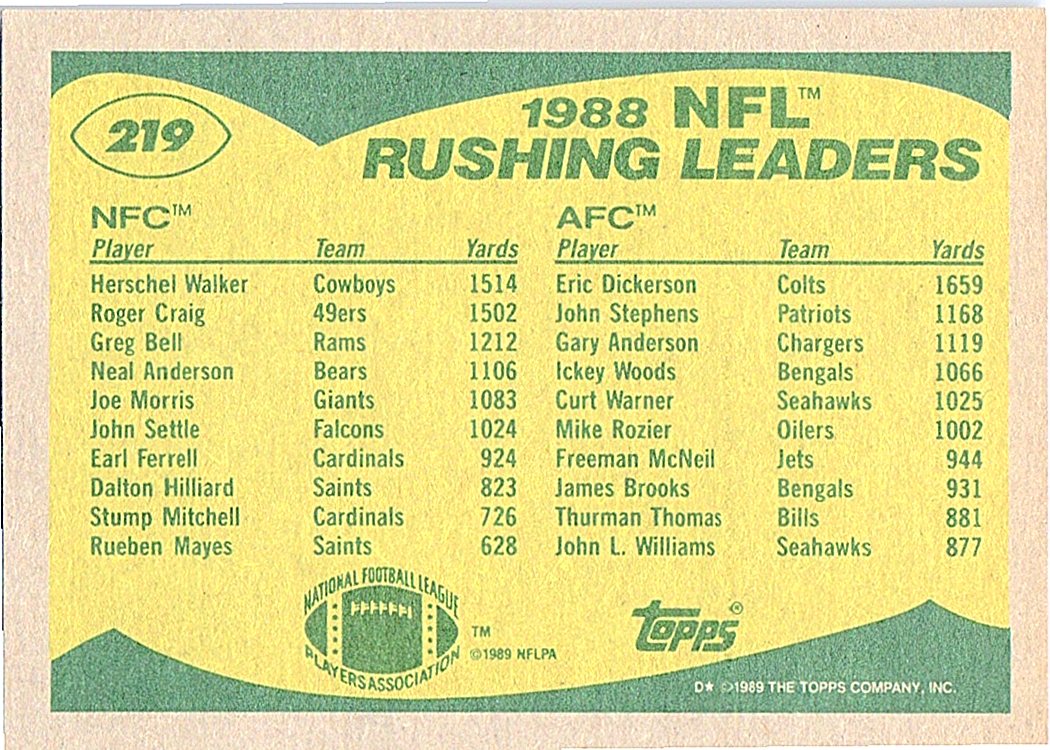 219
1988 NFL™
RUSHING LEADERS
NFC™
Player Team Yards
Herschel Walker Cowboys 1514
Roger Craig 49ers 1502
Greg Bell Rams 1212
Neal Anderson Bears 1106
Joe Morris Giants 1083
John Settle Falcons 1024
Earl Ferrell Cardinals 924
Dalton Hilliard Saints 823
Stump Mitchell Cardinals 726
Rueben Mayes Saints 628
AFC™
Player Team Yards
Eric Dickerson Colts 1659
John Stephens Patriots 1168
Gary Anderson Chargers 1119
Ickey Woods Bengals 1066
Curt Warner Seahawks 1025
Mike Rozier Oilers 1002
Freeman McNeil Jets 944
James Brooks Bengals 931
Thurman Thomas Bills 881
John L. Williams Seahawks 877
NATIONAL FOOTBALL LEAGUE
PLAYERS ASSOCIATION
™
©1989 NFLPA
Topps®
D★ ©1989 THE TOPPS COMPANY, INC.